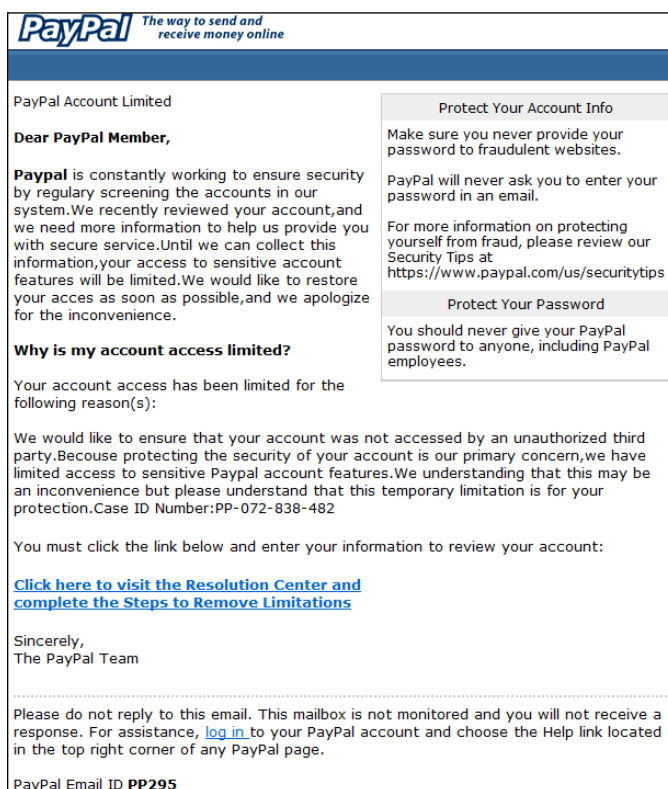 PayPal The way to send and
receive money online
PayPal Account Limited
Dear PayPal Member,
Paypal is constantly working to ensure security
by regulary screening the accounts in our
system.We recently reviewed your account,and
we need more information to help us provide you
with secure service.Until we can collect this
information,your access to sensitive account
features will be limited.We would like to restore
your acces as soon as possible,and we apologize
for the inconvenience.
Why is my account access limited?
Your account access has been limited for the
following reason(s):
Protect Your Account Info
Make sure you never provide your
password to fraudulent websites.
PayPal will never ask you to enter your
password in an email.
For more information on protecting
yourself from fraud, please review our
Security Tips at
https://www.paypal.com/us/securitytips
Protect Your Password
You should never give your PayPal
password to anyone, including PayPal
employees.
We would like to ensure that your account was not accessed by an unauthorized third
party.Becouse protecting the security of your account is our primary concern,we have
limited access to sensitive Paypal account features.We understanding that this may be
an inconvenience but please understand that this temporary limitation is for your
protection.Case ID Number:PP-072-838-482
You must click the link below and enter your information to review your account:
Click here to visit the Resolution Center and
complete the Steps to Remove Limitations
Sincerely,
The PayPal Team
Please do not reply to this email. This mailbox is not monitored and you will not receive a
response. For assistance, log in to your PayPal account and choose the Help link located
in the top right corner of any PayPal page.
PayPal Email ID PP295